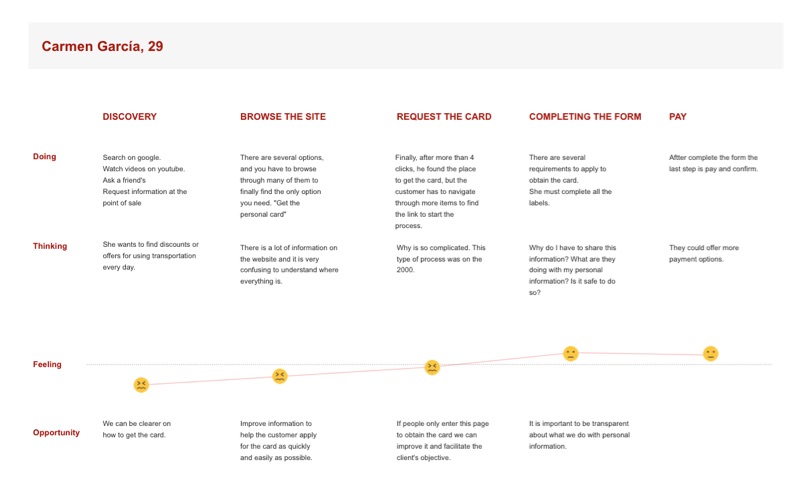 Carmen García, 29
DISCOVERY
BROWSE THE SITE
REQUEST THE CARD
COMPLETING THE FORM
PAY
Doing
Search on google.
Watch videos on youtube.
Ask a friend's
Request information at the
point of sale
There are several options,
and you have to browse
through many of them to
finally find the only option
you need. "Get the
personal card"
Finally, after more than 4
clicks, he found the place
to get the card, but the
customer has to navigate
through more items to find
the link to start the
process.
There are several
requirements to apply to
obtain the card.
She must complete all the
labels.
Aftter complete the form the
last step is pay and confirm.
Thinking
She wants to find discounts or
offers for using transportation
every day.
There is a lot of information on
the website and it is very
confusing to understand where
everything is.
Why is so complicated. This
type of process was on the
2000.
Why do I have to share this
information? What are they
doing with my personal
information? Is it safe to do
so?
They could offer more
payment options.
Feeling
Opportunity
We can be clearer on
how to get the card.
Improve information to
help the customer apply
for the card as quickly
and easily as possible.
If people only enter this page
to obtain the card we can
improve it and facilitate the
client's objective.
It is important to be transparent
about what we do with personal
information.